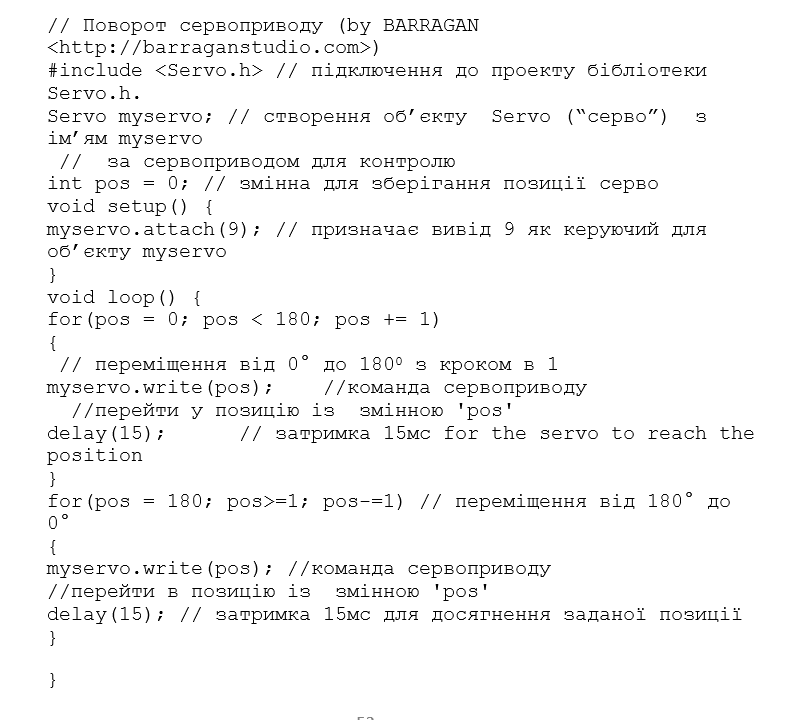 // Поворот сервоприводу (by BARRAGAN
<http://barraganstudio.com>)
#include <Servo.h> // підключення до проекту бібліотеки
Servo.h.
Servo myservo; // створення об’єкту  Servo (“серво”)  з
ім’ям myservo
 //  за сервоприводом для контролю
int pos = 0; // змінна для зберігання позиції серво
void setup() {
myservo.attach(9); // призначає вивід 9 як керуючий для
об’єкту myservo
}
void loop() {
for(pos = 0; pos < 180; pos += 1)
{
 // переміщення від 0° до 180⁰ з кроком в 1
myservo.write(pos);    //команда сервоприводу
  //перейти у позицію із  змінною 'pos'
delay(15);      // затримка 15мс for the servo to reach the
position
}
for(pos = 180; pos>=1; pos-=1) // переміщення від 180° до
0°
{
myservo.write(pos); //команда сервоприводу
//перейти в позицію із  змінною 'pos'
delay(15); // затримка 15мс для досягнення заданої позиції
}
}